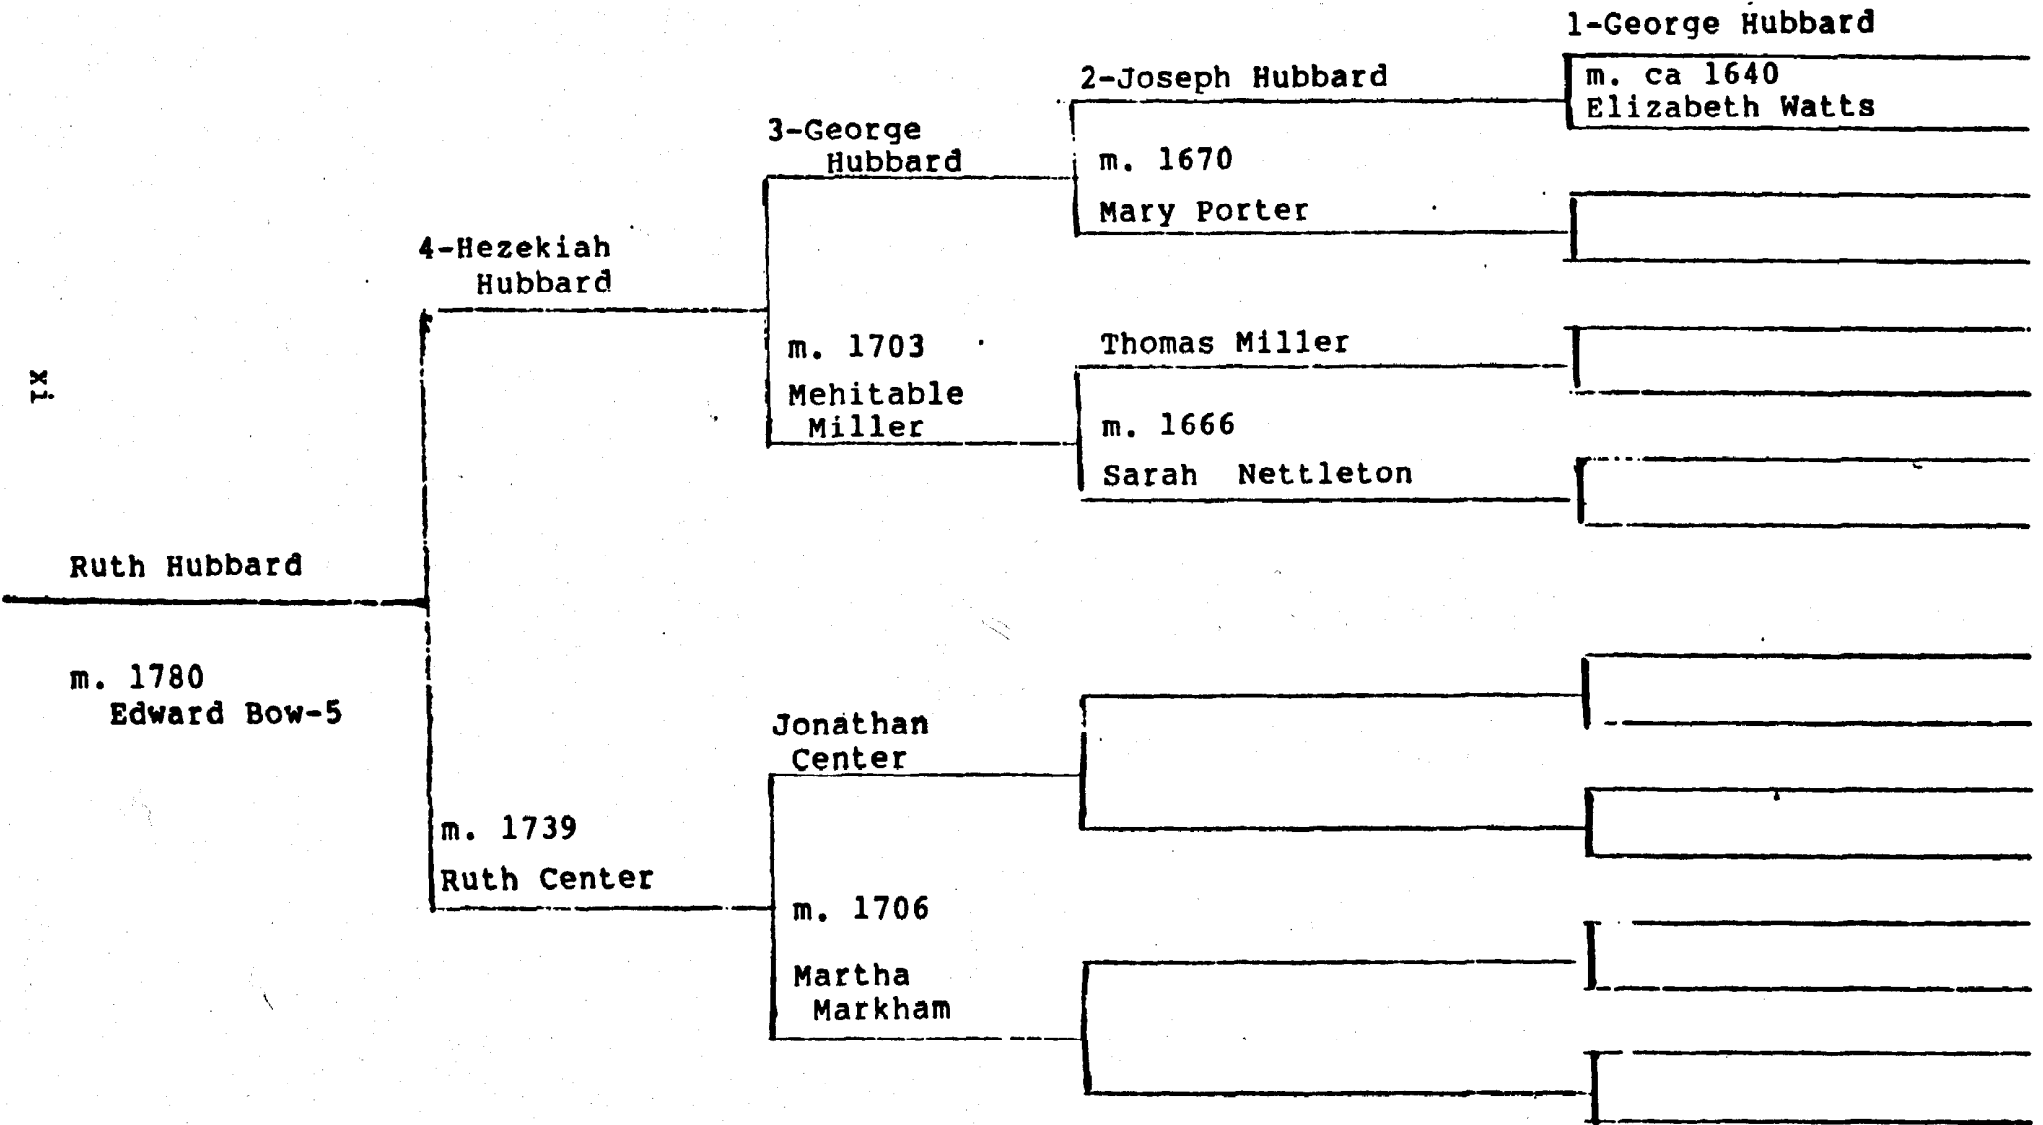 1-George Hubbard
m. ca 1640
Elizabeth Watts
2-Joseph Hubbard
m. 1670
Mary Porter
3-George
Hubbard
m. 1703
Mehitable
Miller
Thomas Miller
m. 1666
Sarah Nettleton
4-Hezekiah
Hubbard
xi
Ruth Hubbard
m. 1780
Edward Bow-5
m. 1739
Ruth Center
Jonathan
Center
m. 1706
Martha
Markham